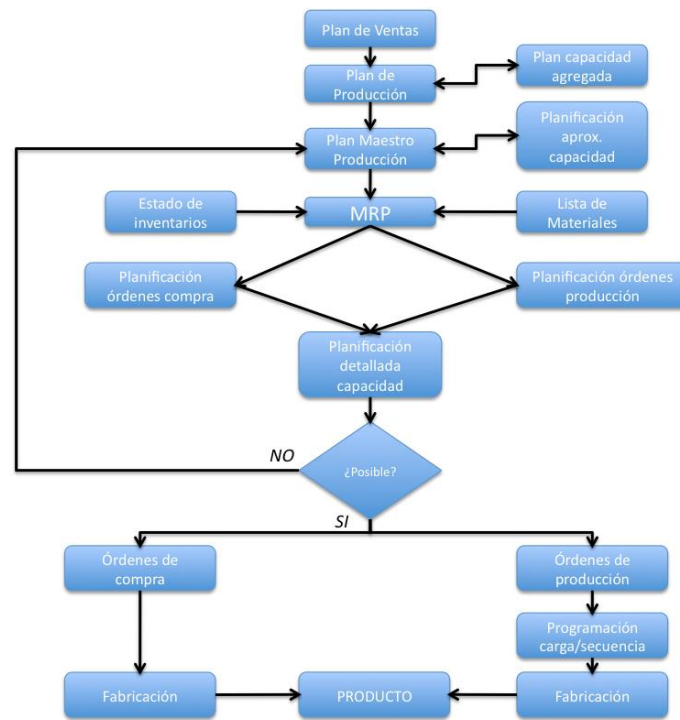 Plan de Ventas
Plan de
Producción
Plan capacidad
agregada
Plan Maestro
Producción
Planificación
aprox.
capacidad
Estado de
inventarios
MRP
Lista de
Materiales
Planificación
órdenes compra
Planificación órdenes
producción
Planificación
detallada
capacidad
NO
¿Posible?
SI
Órdenes de
compra
Órdenes de
producción
Programación
carga/secuencia
Fabricación
PRODUCTO
Fabricación